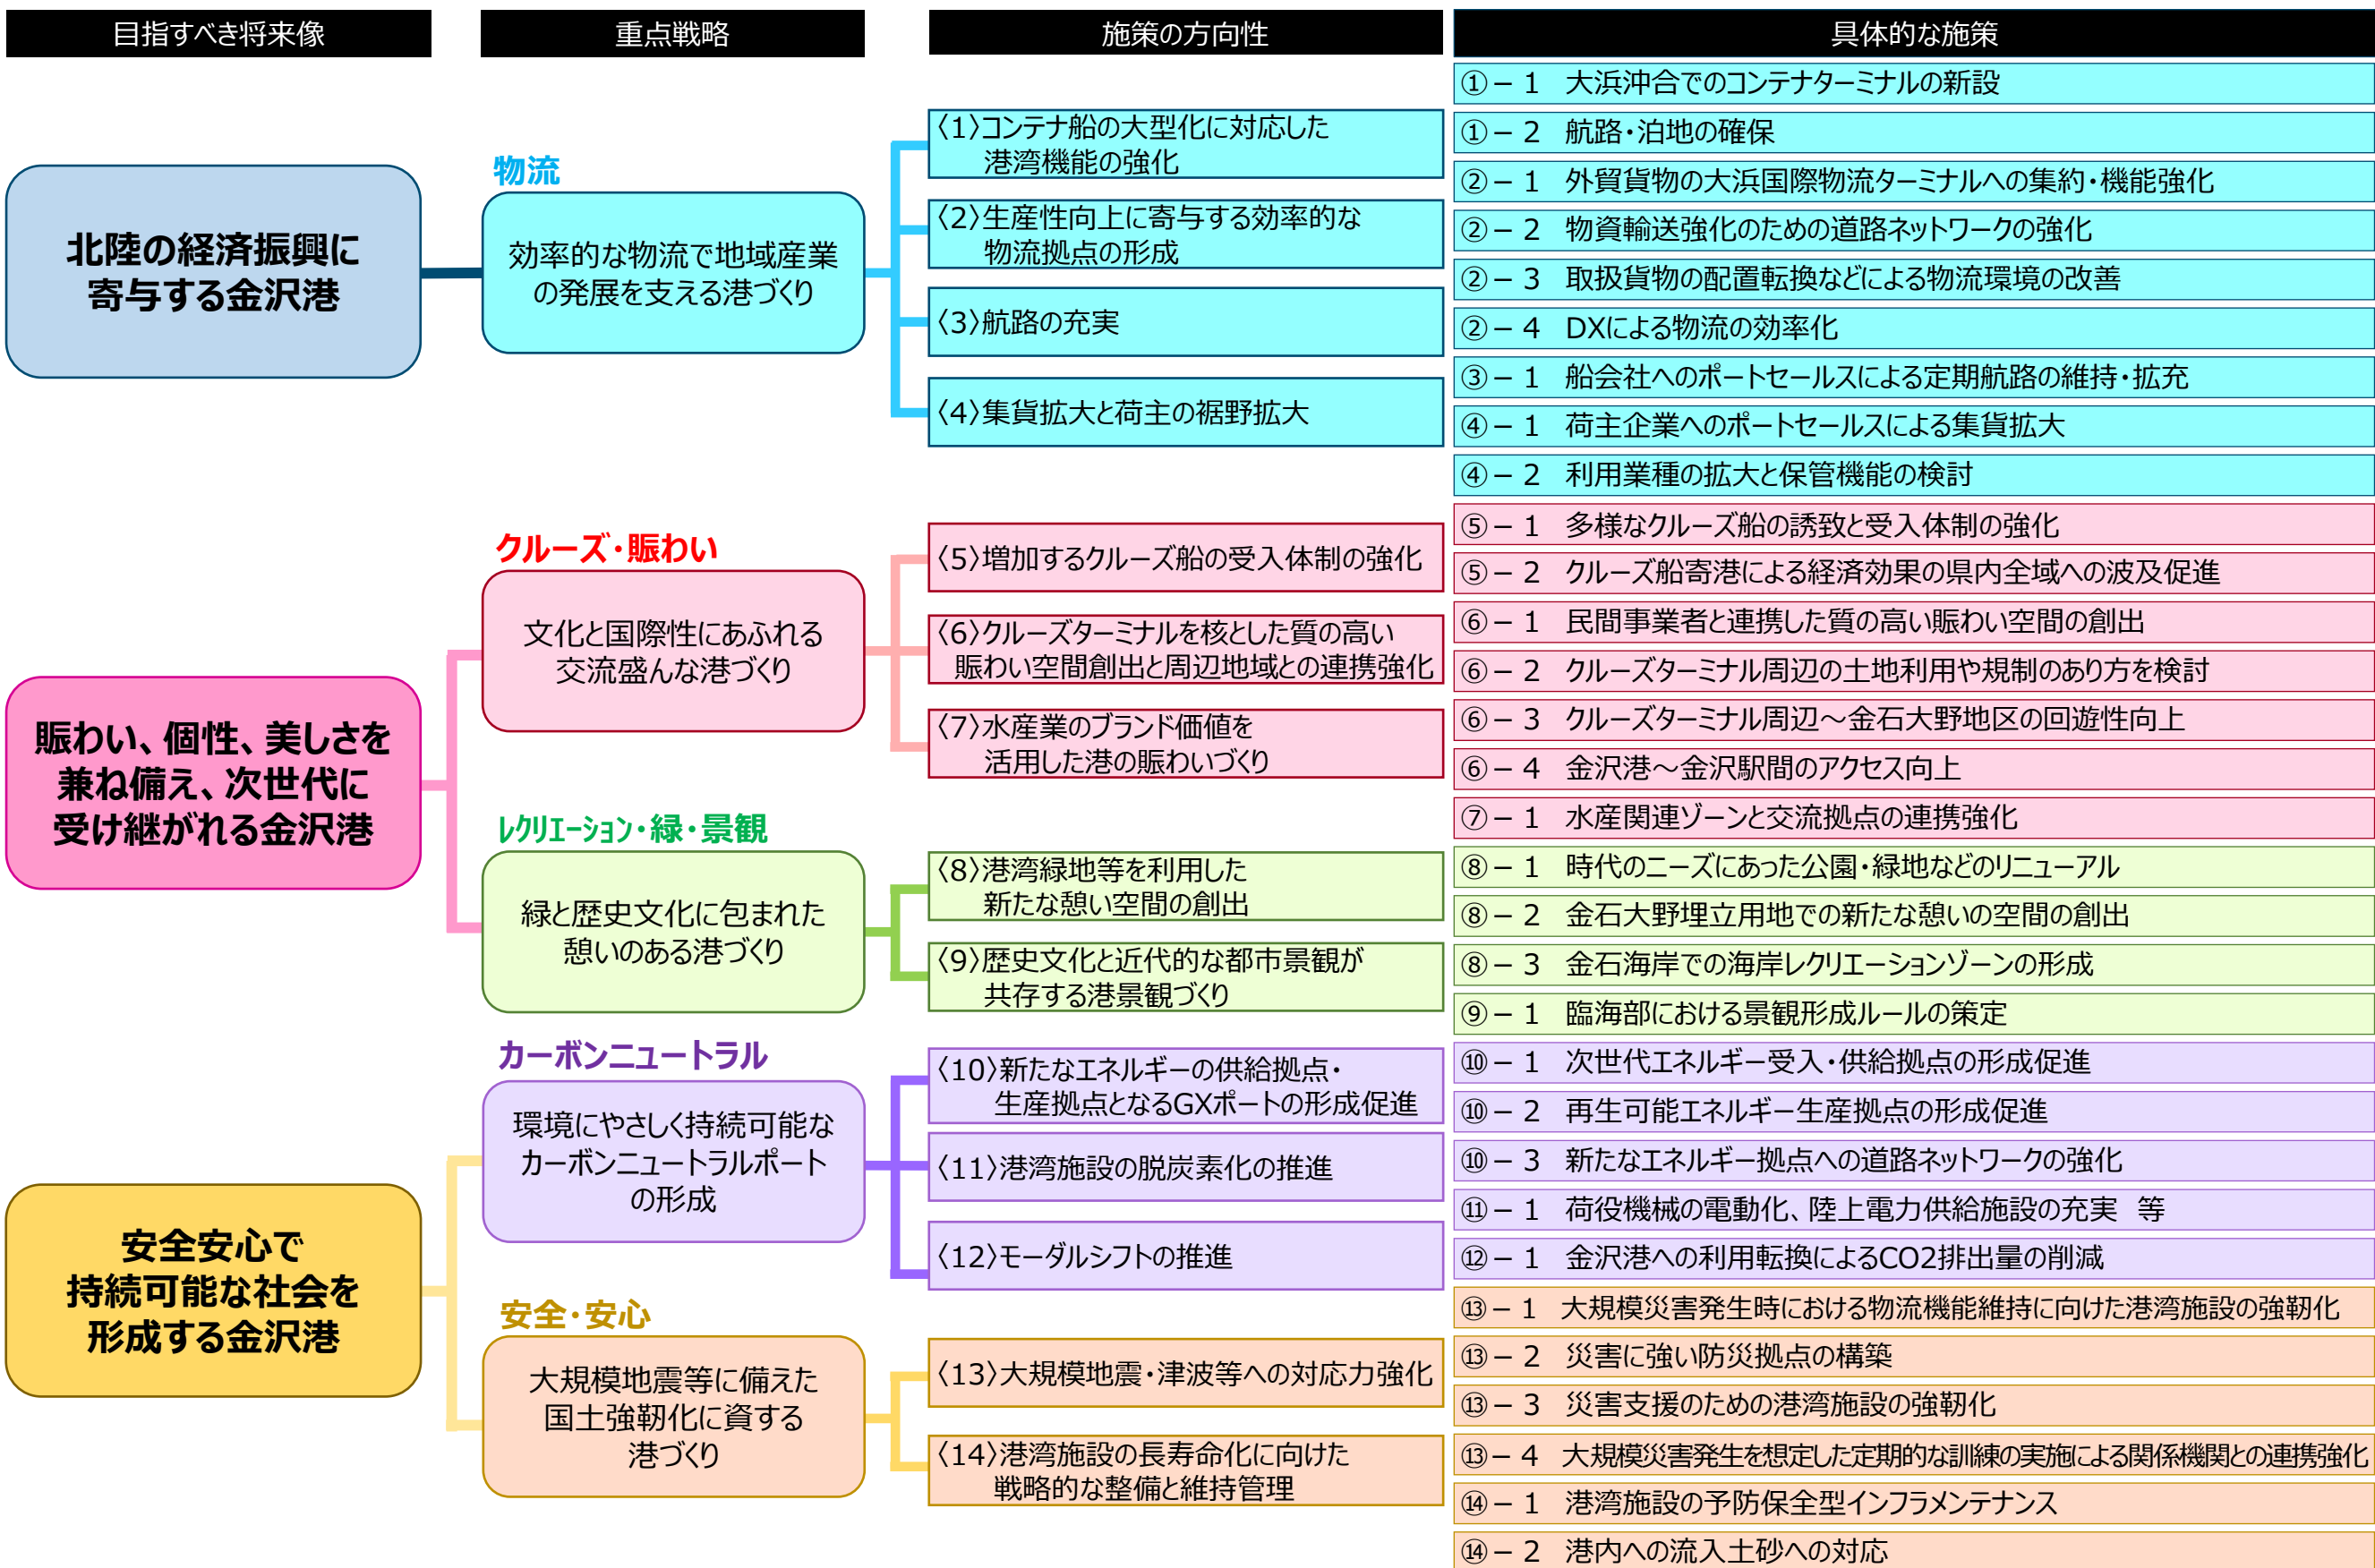 目指すべき将来像
重点戦略
施策の方向性
具体的な施策
北陸の経済振興に
寄与する金沢港
物流
効率的な物流で地域産業
の発展を支える港づくり
〈1〉コンテナ船の大型化に対応した
港湾機能の強化
〈2〉生産性向上に寄与する効率的な
物流拠点の形成
〈3〉航路の充実
〈4〉集貨拡大と荷主の裾野拡大
①－１ 大浜沖合でのコンテナターミナルの新設
①－２ 航路・泊地の確保
②－１ 外貿貨物の大浜国際物流ターミナルへの集約・機能強化
②－２ 物資輸送強化のための道路ネットワークの強化
②－３ 取扱貨物の配置転換などによる物流環境の改善
②－４ DXによる物流の効率化
③－１ 船会社へのポートセールスによる定期航路の維持・拡充
④－１ 荷主企業へのポートセールスによる集貨拡大
④－２ 利用業種の拡大と保管機能の検討
賑わい、個性、美しさを
兼ね備え、次世代に
受け継がれる金沢港
クルーズ・賑わい
文化と国際性にあふれる
交流盛んな港づくり
〈5〉増加するクルーズ船の受入体制の強化
〈6〉クルーズターミナルを核とした質の高い
賑わい空間創出と周辺地域との連携強化
〈7〉水産業のブランド価値を
活用した港の賑わいづくり
⑤－１ 多様なクルーズ船の誘致と受入体制の強化
⑤－２ クルーズ船寄港による経済効果の県内全域への波及促進
⑥－１ 民間事業者と連携した質の高い賑わい空間の創出
⑥－２ クルーズターミナル周辺の土地利用や規制のあり方を検討
⑥－３ クルーズターミナル周辺～金石大野地区の回遊性向上
⑥－４ 金沢港～金沢駅間のアクセス向上
⑦－１ 水産関連ゾーンと交流拠点の連携強化
レクリエーション・緑・景観
緑と歴史文化に包まれた
憩いのある港づくり
〈8〉港湾緑地等を利用した
新たな憩い空間の創出
〈9〉歴史文化と近代的な都市景観が
共存する港景観づくり
⑧－１ 時代のニーズにあった公園・緑地などのリニューアル
⑧－２ 金石大野埋立用地での新たな憩いの空間の創出
⑧－３ 金石海岸での海岸レクリエーションゾーンの形成
⑨－１ 臨海部における景観形成ルールの策定
安全安心で
持続可能な社会を
形成する金沢港
カーボンニュートラル
環境にやさしく持続可能な
カーボンニュートラルポート
の形成
〈10〉新たなエネルギーの供給拠点・
生産拠点となるGXポートの形成促進
〈11〉港湾施設の脱炭素化の推進
〈12〉モーダルシフトの推進
⑩－１ 次世代エネルギー受入・供給拠点の形成促進
⑩－２ 再生可能エネルギー生産拠点の形成促進
⑩－３ 新たなエネルギー拠点への道路ネットワークの強化
⑪－１ 荷役機械の電動化、陸上電力供給施設の充実 等
⑫－１ 金沢港への利用転換によるCO2排出量の削減
安全・安心
大規模地震等に備えた
国土強靭化に資する
港づくり
〈13〉大規模地震・津波等への対応力強化
〈14〉港湾施設の長寿命化に向けた
戦略的な整備と維持管理
⑬－１ 大規模災害発生時における物流機能維持に向けた港湾施設の強靭化
⑬－２ 災害に強い防災拠点の構築
⑬－３ 災害支援のための港湾施設の強靭化
⑬－４ 大規模災害発生を想定した定期的な訓練の実施による関係機関との連携強化
⑭－１ 港湾施設の予防保全型インフラメンテナンス
⑭－２ 港内への流入土砂への対応